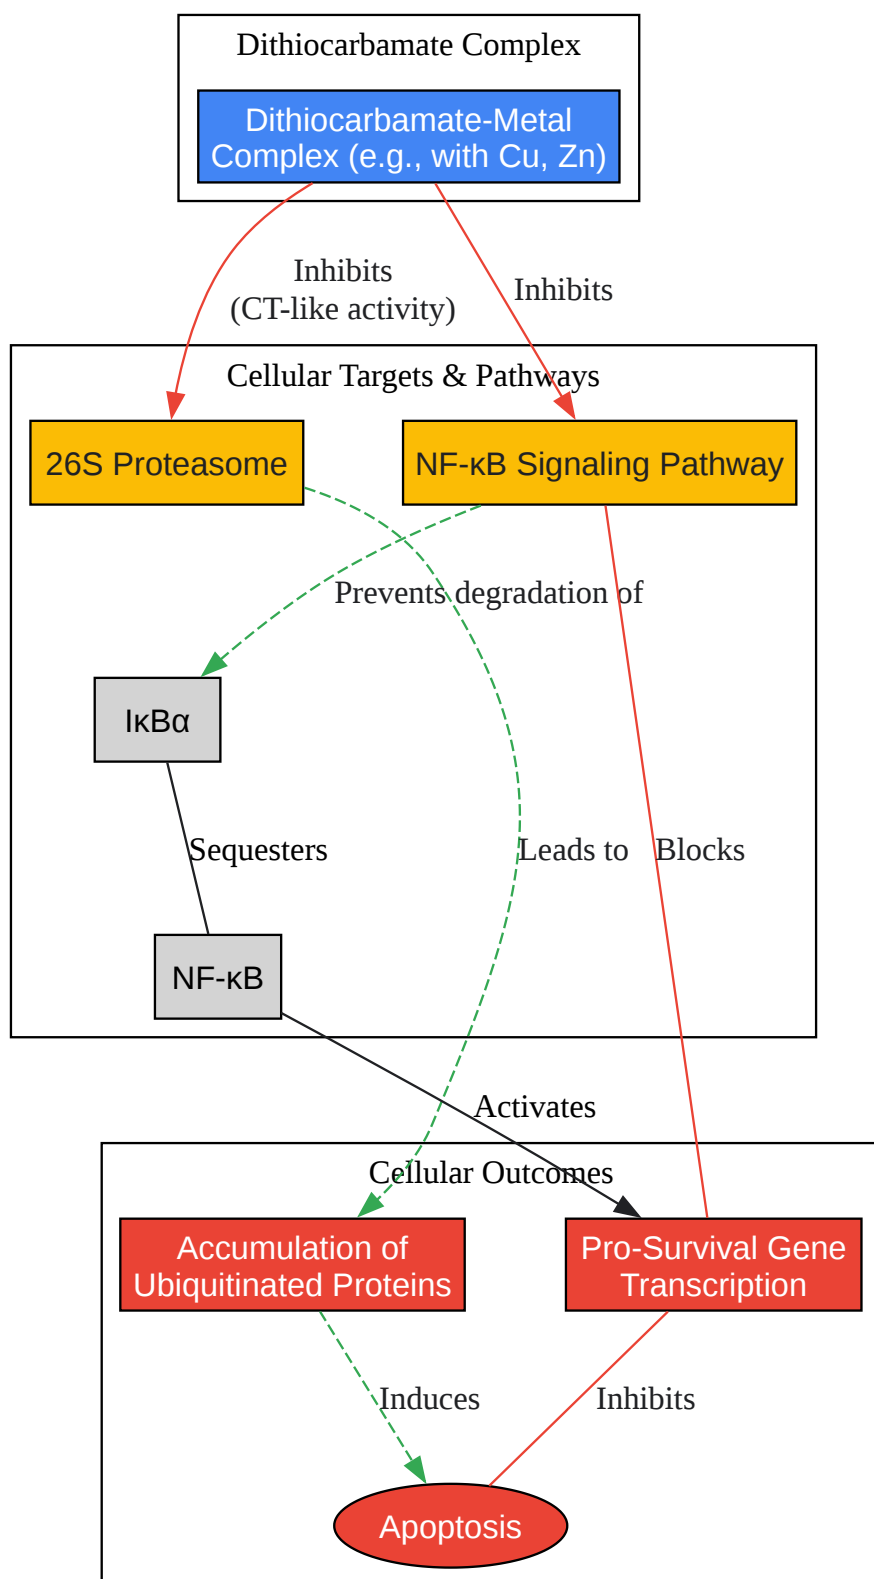 Dithiocarbamate Complex
Dithiocarbamate-Metal
Complex (e.g., with Cu, Zn)
Inhibits
(CT-like activity)
Inhibits
Cellular Targets & Pathways
26S Proteasome
NF-κB Signaling Pathway
Prevents degradation of
IκBα
Sequesters
Leads to
Blocks
NF-κB
Activates
Cellular Outcomes
Accumulation of
Ubiquitinated Proteins
Pro-Survival Gene
Transcription
Induces
Inhibits
Apoptosis